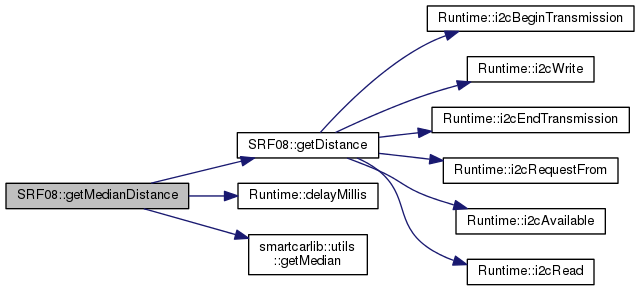 Runtime::i2cBeginTransmission
Runtime::i2cWrite
Runtime::i2cEndTransmission
SRF08::getDistance
Runtime::i2cRequestFrom
SRF08::getMedianDistance
Runtime::delayMillis
Runtime::i2cAvailable
smartcarlib::utils
::getMedian
Runtime::i2cRead